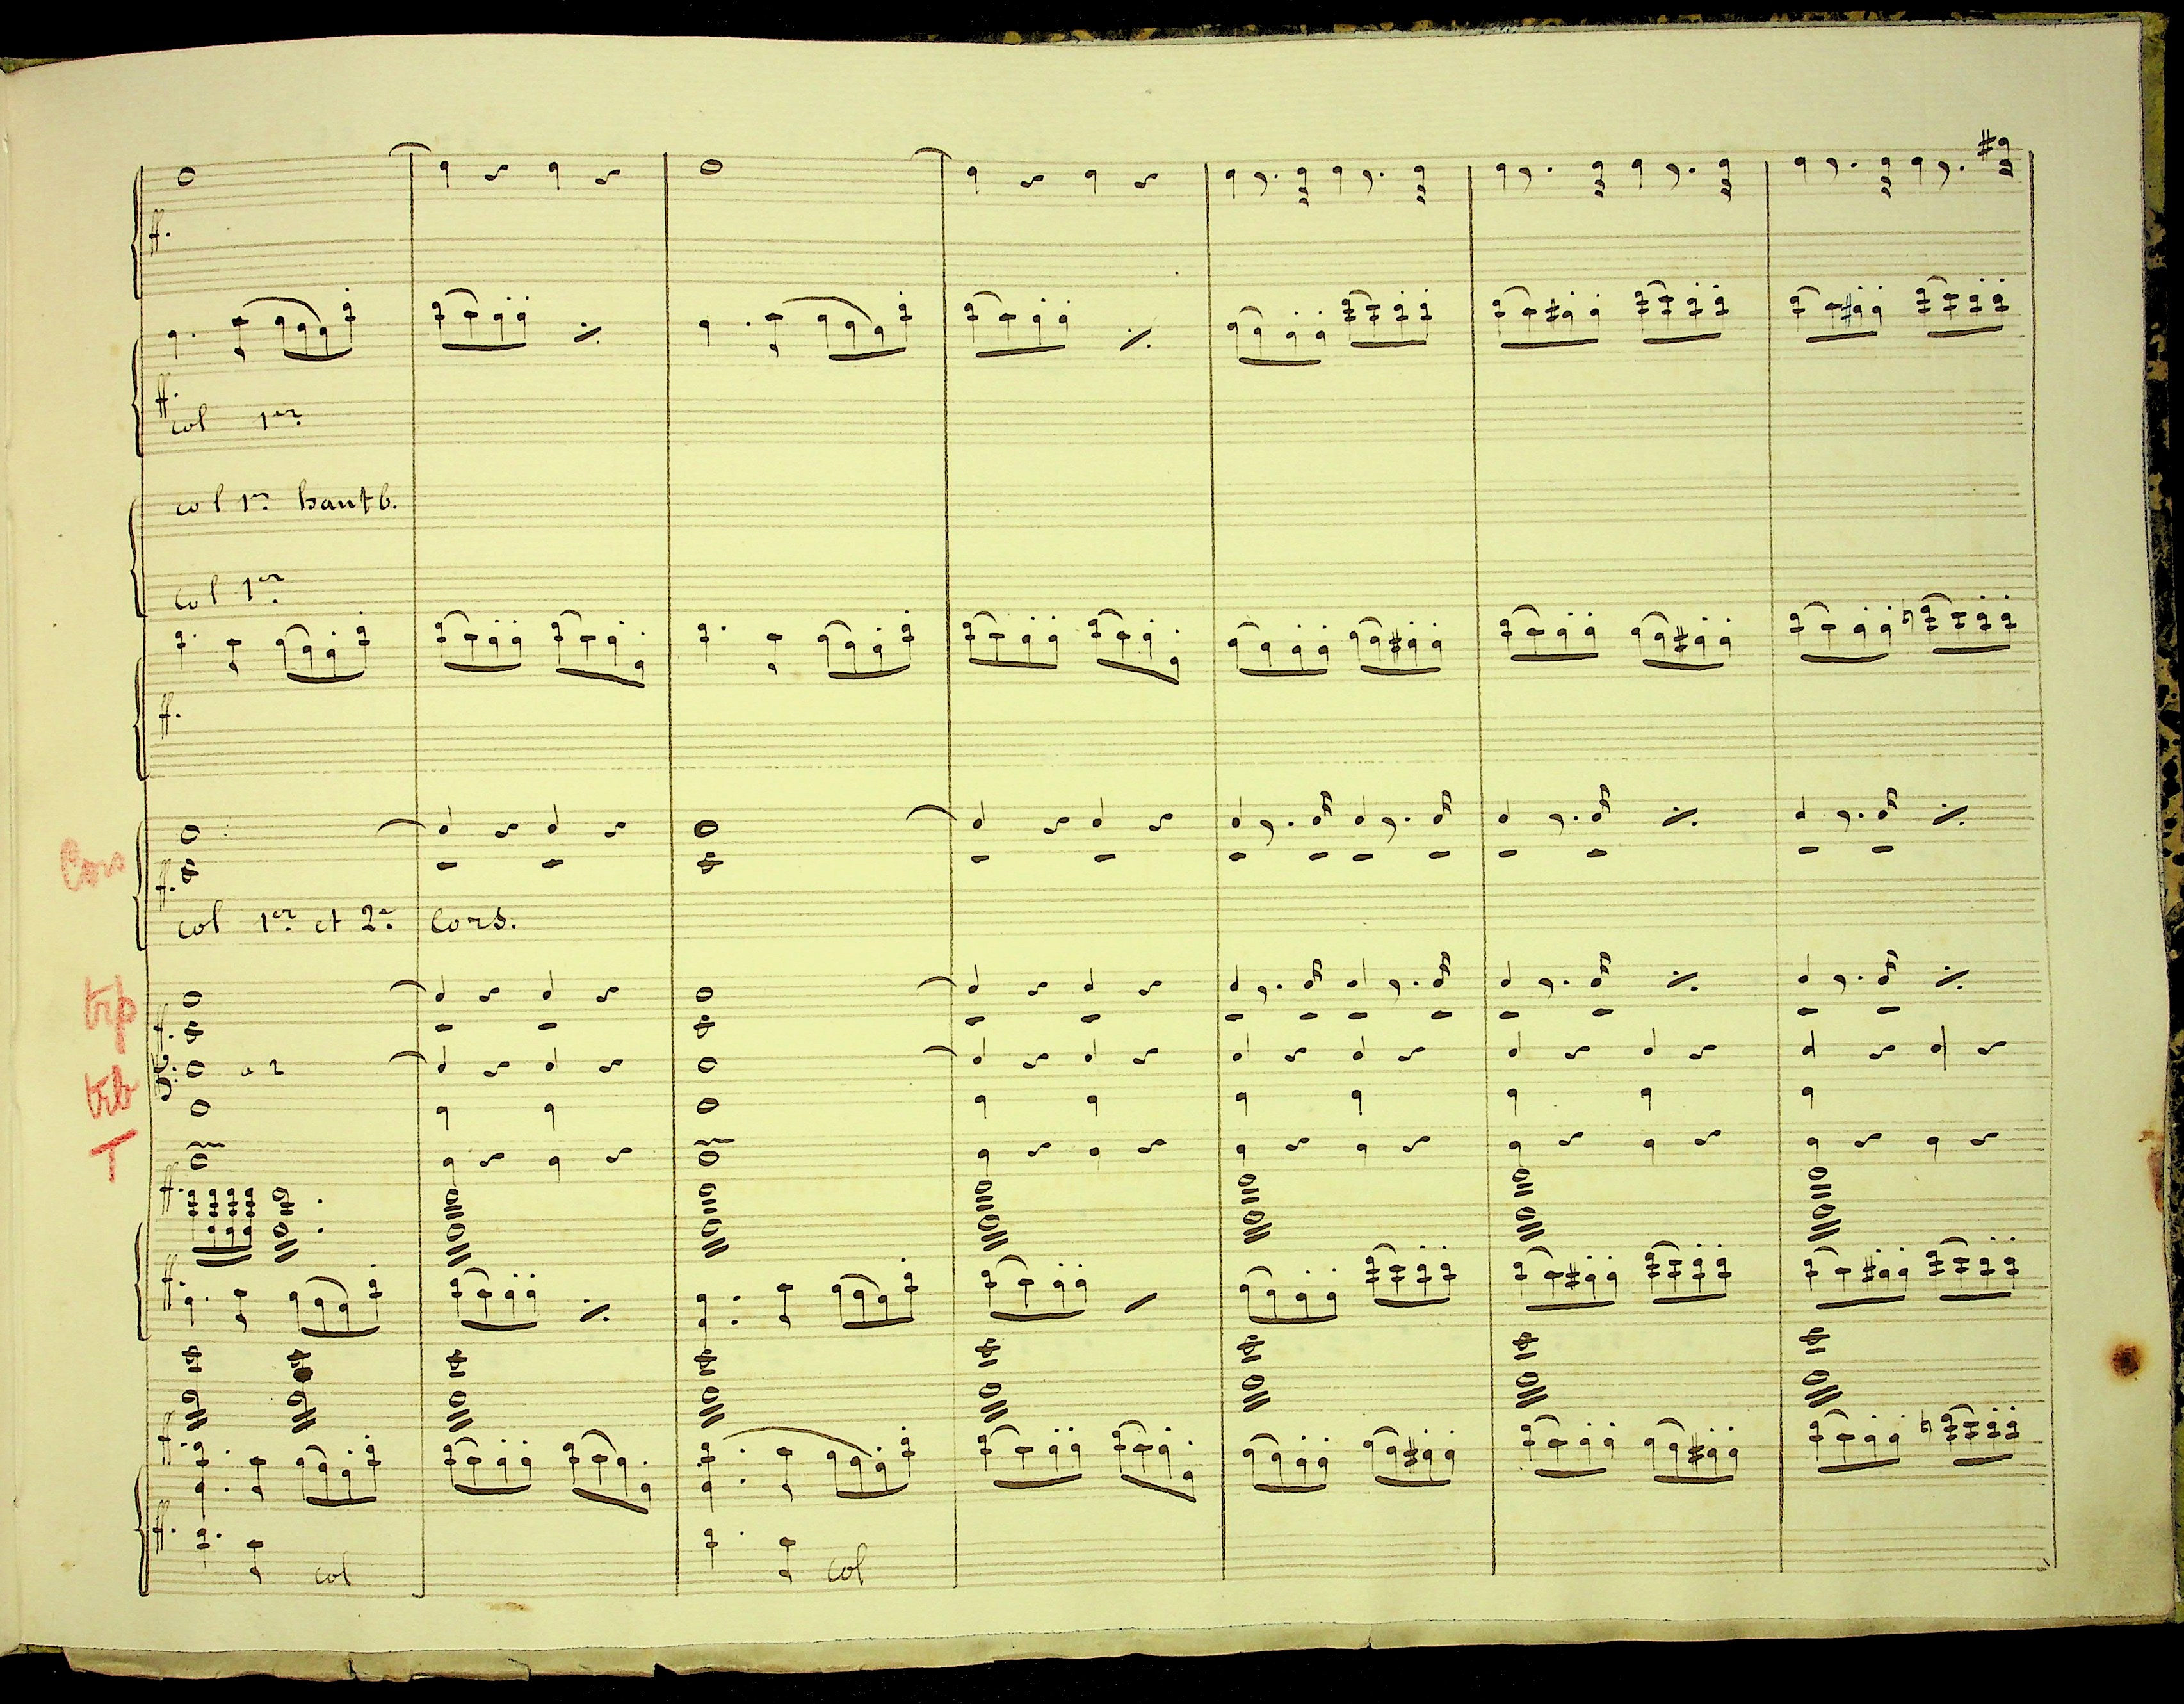 ff.
ff.
col 1er
col 1er hautb.
col 1er
ff.
Cors
ff.
col 1er et 2e Cors.
trp
ff.
ff.
a 2
trb
T
ff.
ff.
ff.
ff.
col col